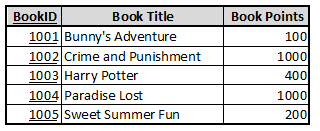 BookID Book Title Book Points
1001 Bunny's Adventure 100
1002 Crime and Punishment 1000
1003 Harry Potter 400
1004 Paradise Lost 1000
1005 Sweet Summer Fun 200